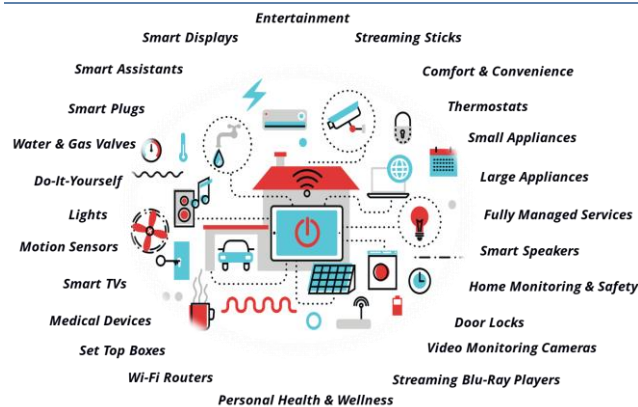 Entertainment
Smart Displays
Streaming Sticks
Smart Assistants
Comfort & Convenience
Smart Plugs
Thermostats
Water & Gas Valves
Small Appliances
Do-It-Yourself
Large Appliances
Lights
Fully Managed Services
Motion Sensors
Smart Speakers
Smart TVs
Home Monitoring & Safety
Medical Devices
Door Locks
Set Top Boxes
Video Monitoring Cameras
Wi-Fi Routers
Streaming Blu-Ray Players
Personal Health & Wellness